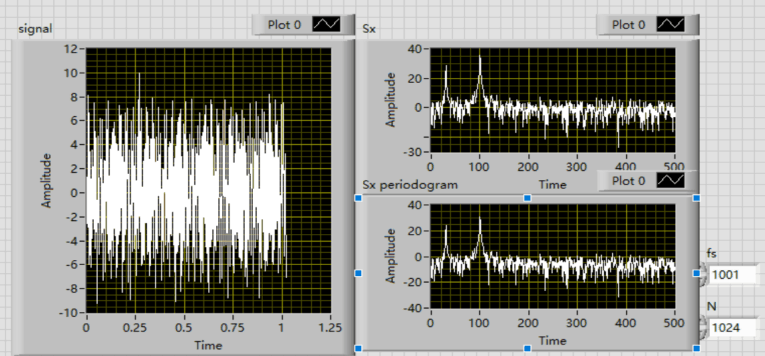 signal
Plot 0
Amplitude
12
10
8
6
4
2
0
-2
-4
-6
-8
-10
0 0.25 0.5 0.75 1 1.25
Time
Sx
Plot 0
Amplitude
40
20
0
-30
0 100 200 300 400 500
Time
Sx periodogram
Plot 0
Amplitude
40
20
0
-20
-40
0 100 200 300 400 500
Time
fs
1001
N
1024